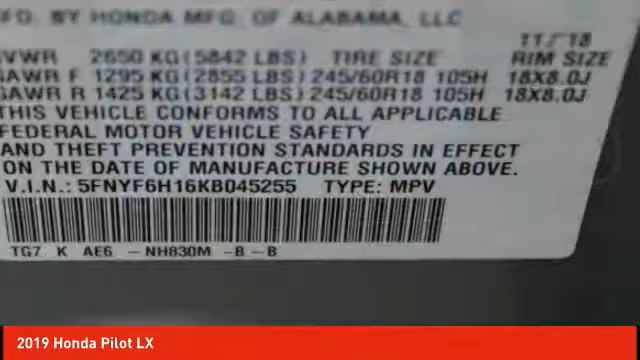 FD. BY HONDA MFG. OF ALABAMA, LLC
11/18
VWR 2650 KG(5842 LBS) TIRE SIZE RIM SIZE
GAWR F 1295 KG(2855 LBS) 245/60R18 105H 18X8.0J
GAWR R 1425 KG(3142 LBS) 245/60R18 105H 18X8.0J
THIS VEHICLE CONFORMS TO ALL APPLICABLE
FEDERAL MOTOR VEHICLE SAFETY
AND THEFT PREVENTION STANDARDS IN EFFECT
ON THE DATE OF MANUFACTURE SHOWN ABOVE.
V.I.N.: 5FNYF6H16KB045255 TYPE: MPV
TG7 K AE6 - NH830M - B - B
2019 Honda Pilot LX